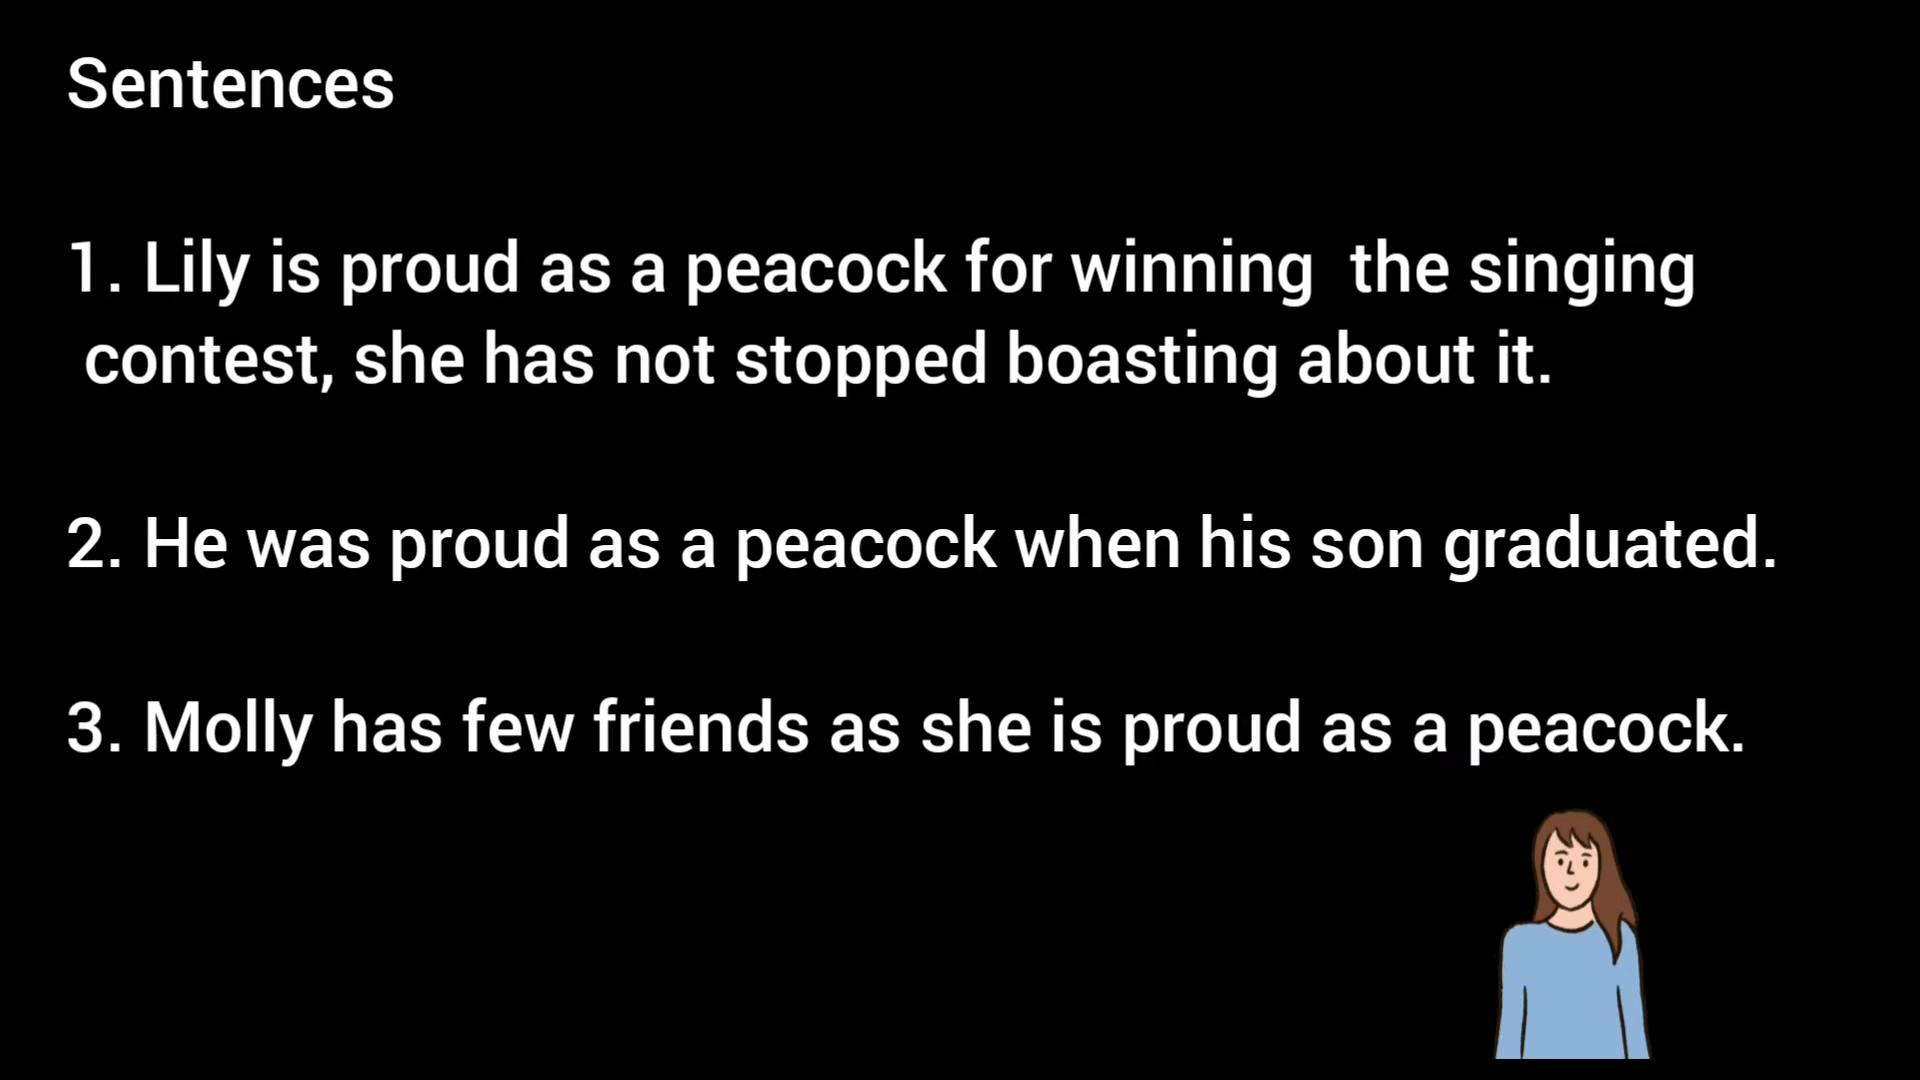 Sentences
1. Lily is proud as a peacock for winning  the singing
contest, she has not stopped boasting about it.
2. He was proud as a peacock when his son graduated.
3. Molly has few friends as she is proud as a peacock.